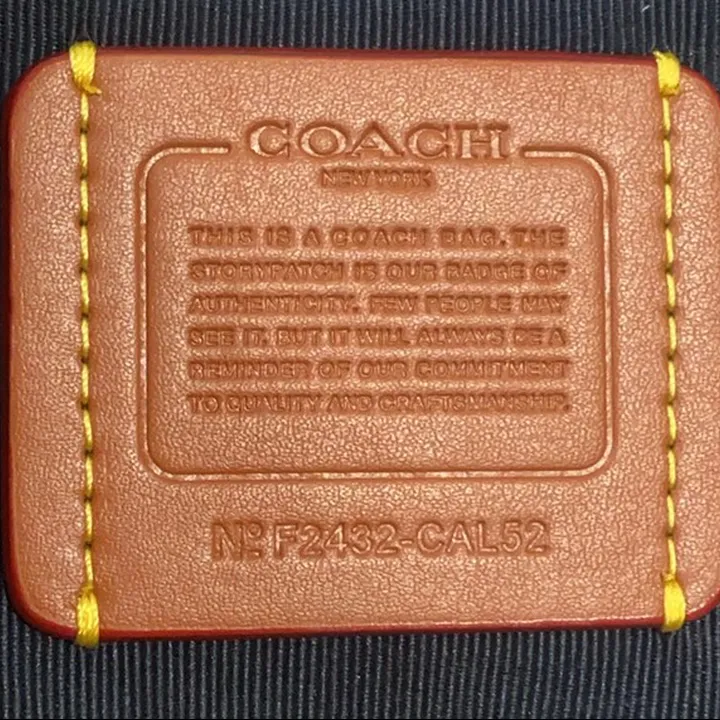 COACH
NEW YORK
THIS IS A COACH BAG. THE
STORYPATCH IS OUR BADGE OF
AUTHENTICITY. FEW PEOPLE MAY
SEE IT. BUT IT WILL ALWAYS BE A
REMINDER OF OUR COMMITMENT
TO QUALITY AND CRAFTSMANSHIP.
Nº F2432-CAL52